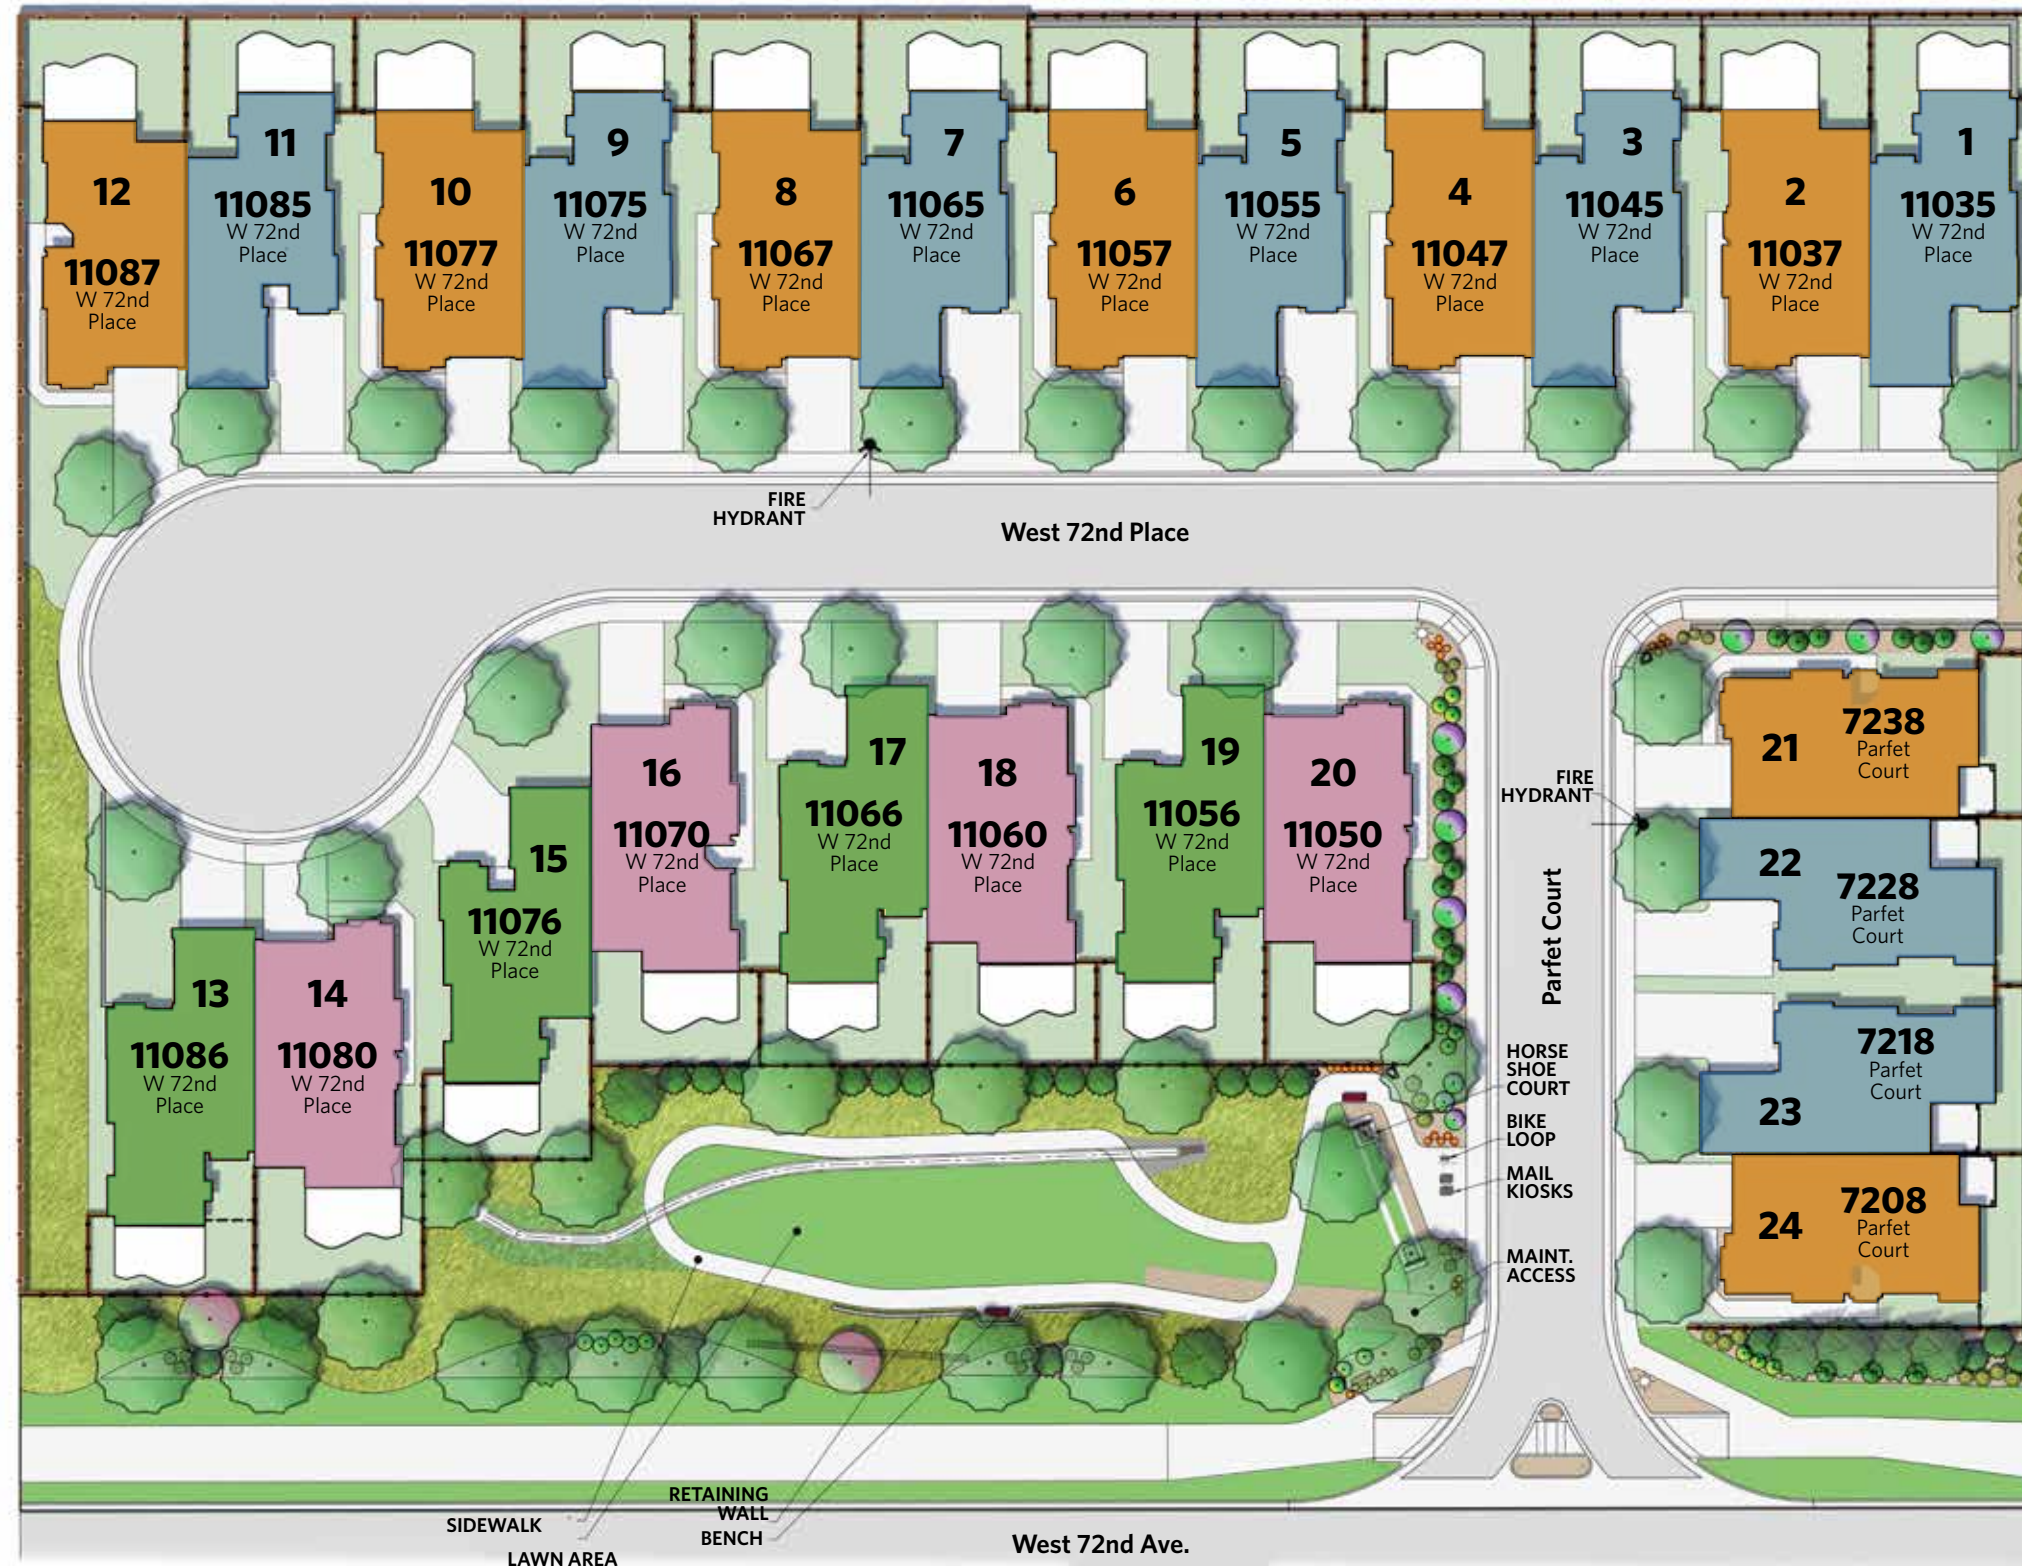 12
11087
W 72nd
Place
11
11085
W 72nd
Place
10
11077
W 72nd
Place
9
11075
W 72nd
Place
8
11067
W 72nd
Place
7
11065
W 72nd
Place
6
11057
W 72nd
Place
5
11055
W 72nd
Place
4
11047
W 72nd
Place
3
11045
W 72nd
Place
2
11037
W 72nd
Place
1
11035
W 72nd
Place
FIRE
HYDRANT
West 72nd Place
13
11086
W 72nd
Place
14
11080
W 72nd
Place
15
11076
W 72nd
Place
16
11070
W 72nd
Place
17
11066
W 72nd
Place
18
11060
W 72nd
Place
19
11056
W 72nd
Place
20
11050
W 72nd
Place
FIRE
HYDRANT
Parfet Court
21
7238
Parfet
Court
22
7228
Parfet
Court
23
7218
Parfet
Court
24
7208
Parfet
Court
HORSE
SHOE
COURT
BIKE
LOOP
MAIL
KIOSKS
MAINT.
ACCESS
RETAINING
WALL
BENCH
SIDEWALK
LAWN AREA
West 72nd Ave.